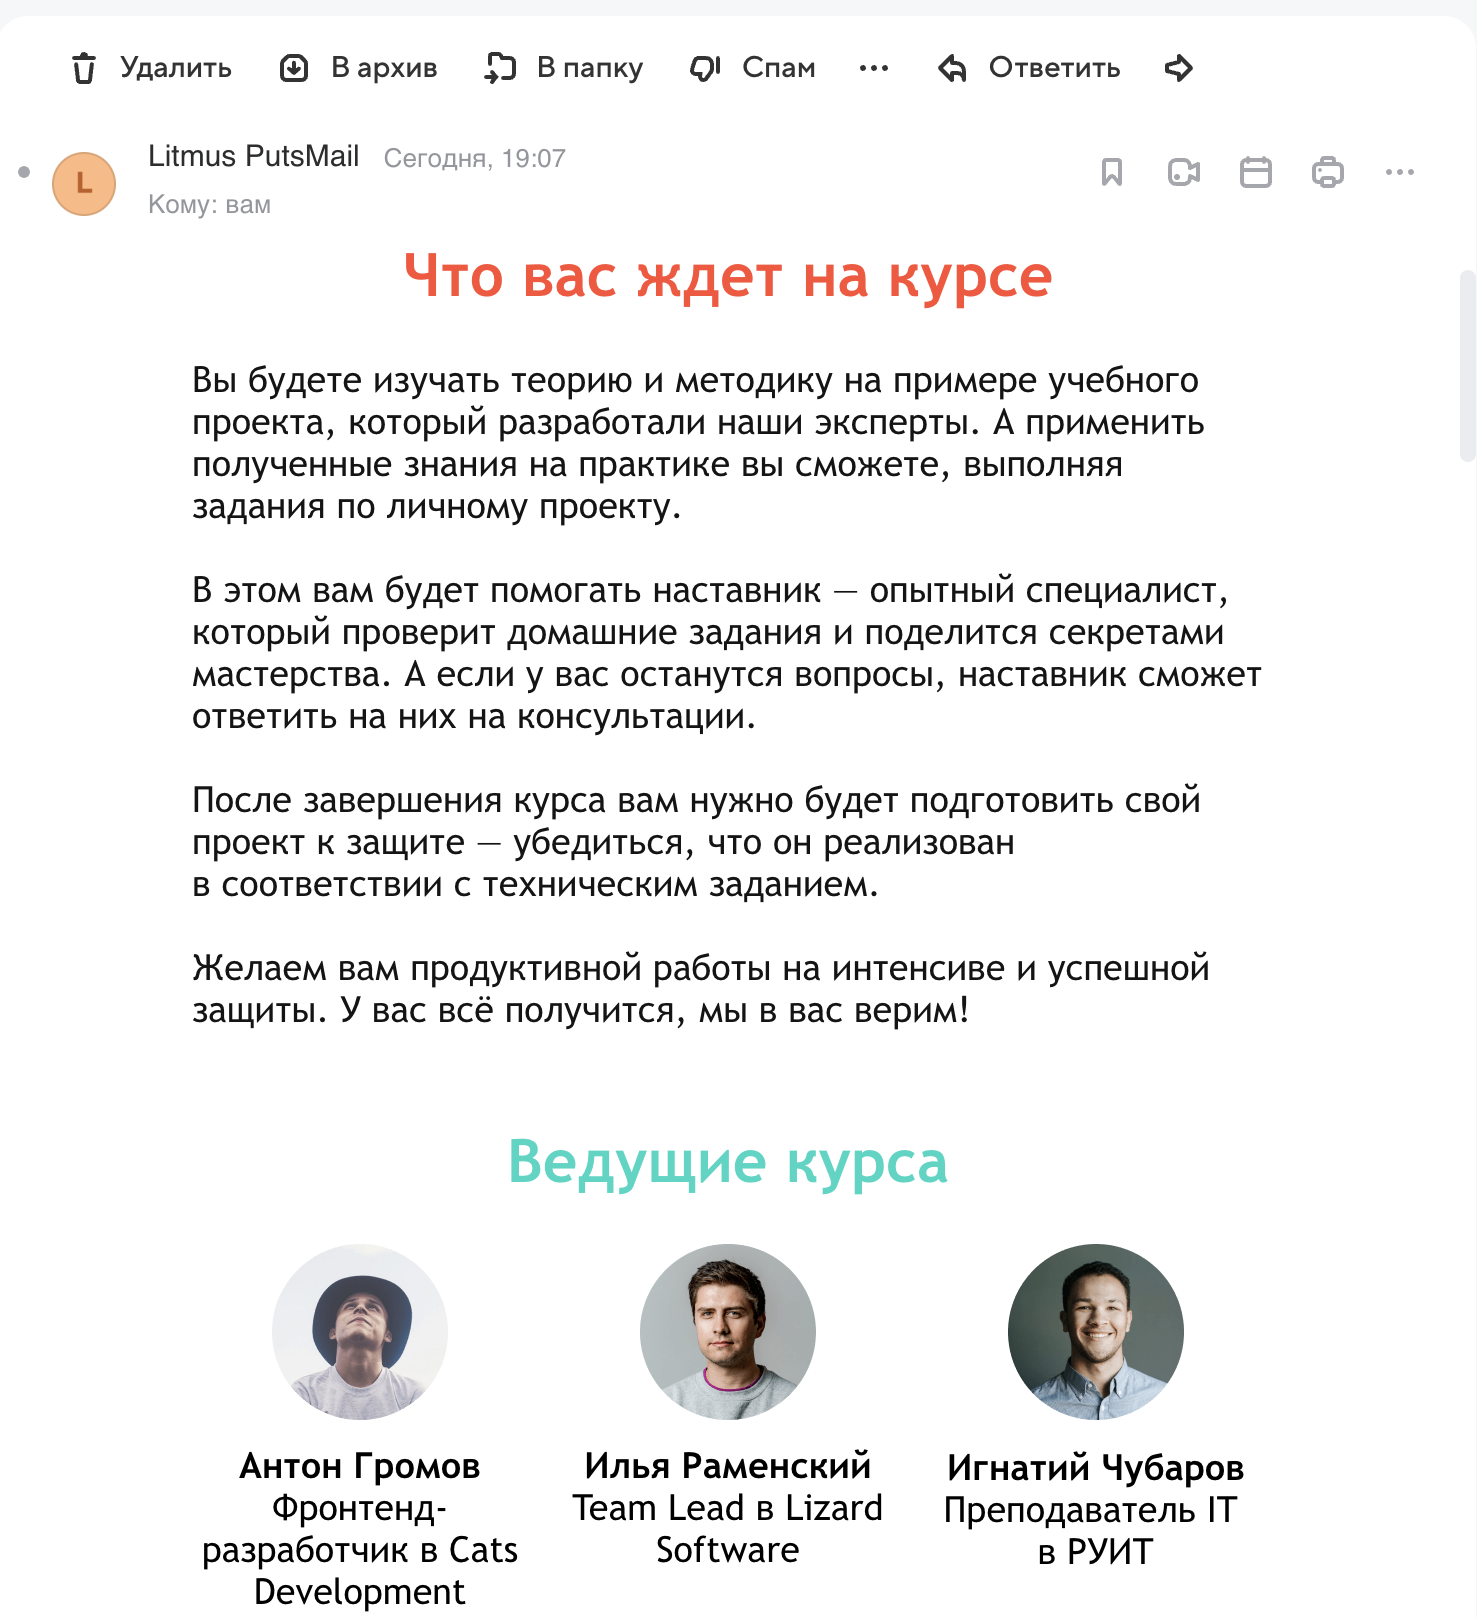 Удалить В архив В папку Спам Ответить
Litmus PutsMail Сегодня, 19:07
L
Кому: вам
Что вас ждет на курсе
Вы будете изучать теорию и методику на примере учебного
проекта, который разработали наши эксперты. А применить
полученные знания на практике вы сможете, выполняя
задания по личному проекту.
В этом вам будет помогать наставник — опытный специалист,
который проверит домашние задания и поделится секретами
мастерства. А если у вас останутся вопросы, наставник сможет
ответить на них на консультации.
После завершения курса вам нужно будет подготовить свой
проект к защите — убедиться, что он реализован
в соответствии с техническим заданием.
Желаем вам продуктивной работы на интенсиве и успешной
защиты. У вас всё получится, мы в вас верим!
Ведущие курса
Антон Громов
Фронтенд-
разработчик в Cats
Development
Илья Раменский
Team Lead в Lizard
Software
Игнатий Чубаров
Преподаватель IT
в РУИТ